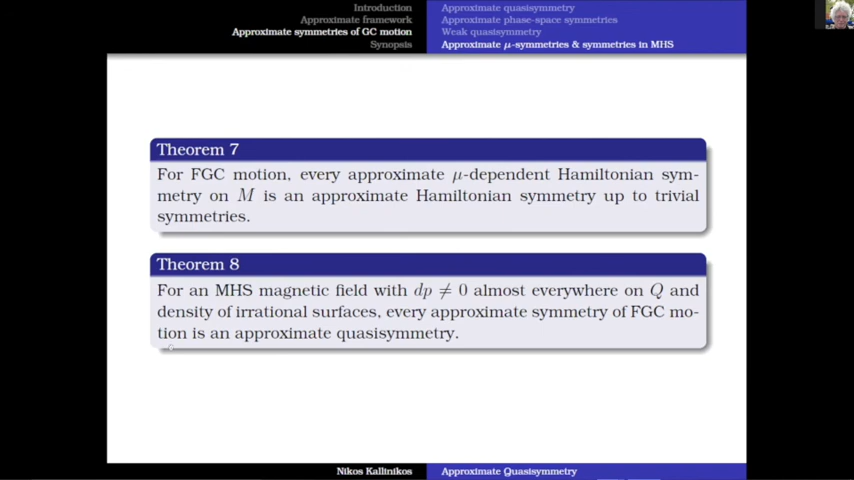 Introduction
Approximate framework
Approximate symmetries of GC motion
Synopsis
Approximate quasisymmetry
Approximate phase-space symmetries
Weak quasisymmetry
Approximate μ-symmetries & symmetries in MHS
Theorem 7
For FGC motion, every approximate μ-dependent Hamiltonian sym-
metry on M is an approximate Hamiltonian symmetry up to trivial
symmetries.
Theorem 8
For an MHS magnetic field with dp ≠ 0 almost everywhere on Q and
density of irrational surfaces, every approximate symmetry of FGC mo-
tion is an approximate quasisymmetry.
Nikos Kallinikos
Approximate Quasisymmetry